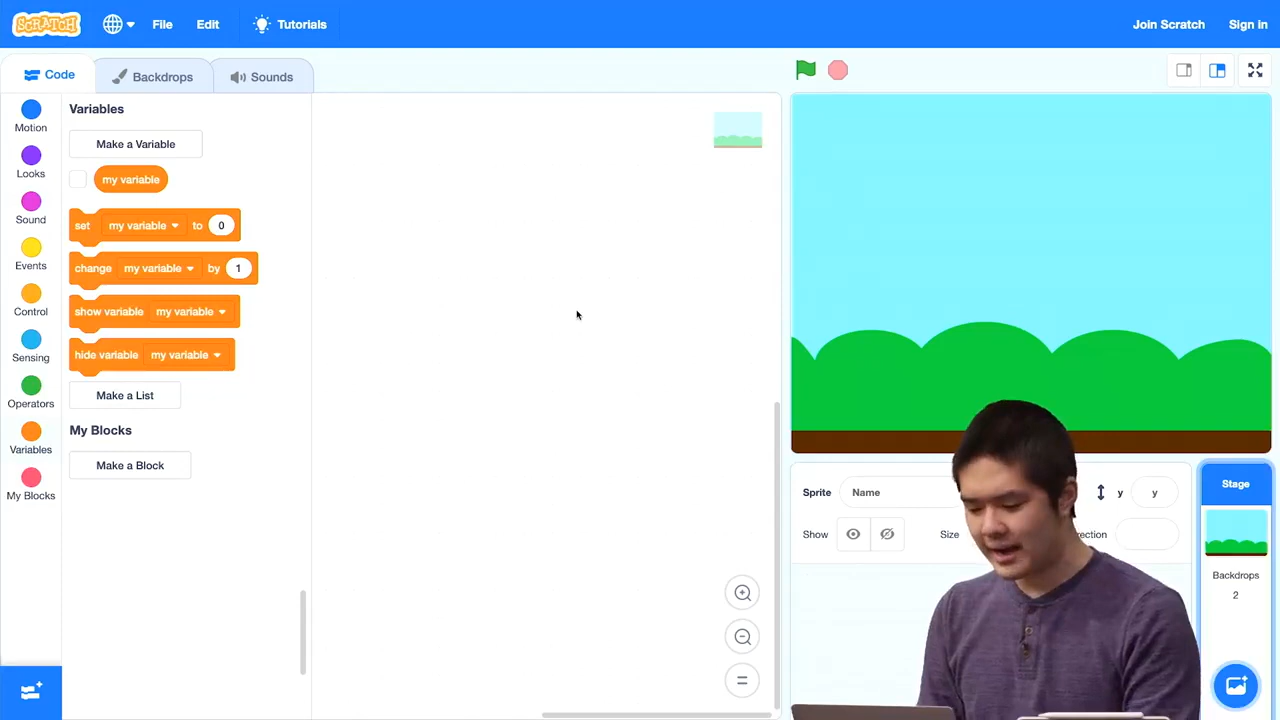 SCRATCH File Edit Tutorials Join Scratch Sign in
Code Backdrops Sounds
Motion
Looks
Sound
Events
Control
Sensing
Operators
Variables
My Blocks
Variables
Make a Variable
my variable
set my variable to 0
change my variable by 1
show variable my variable
hide variable my variable
Make a List
My Blocks
Make a Block
Sprite Name y y
Show Size
Stage
Backdrops
2